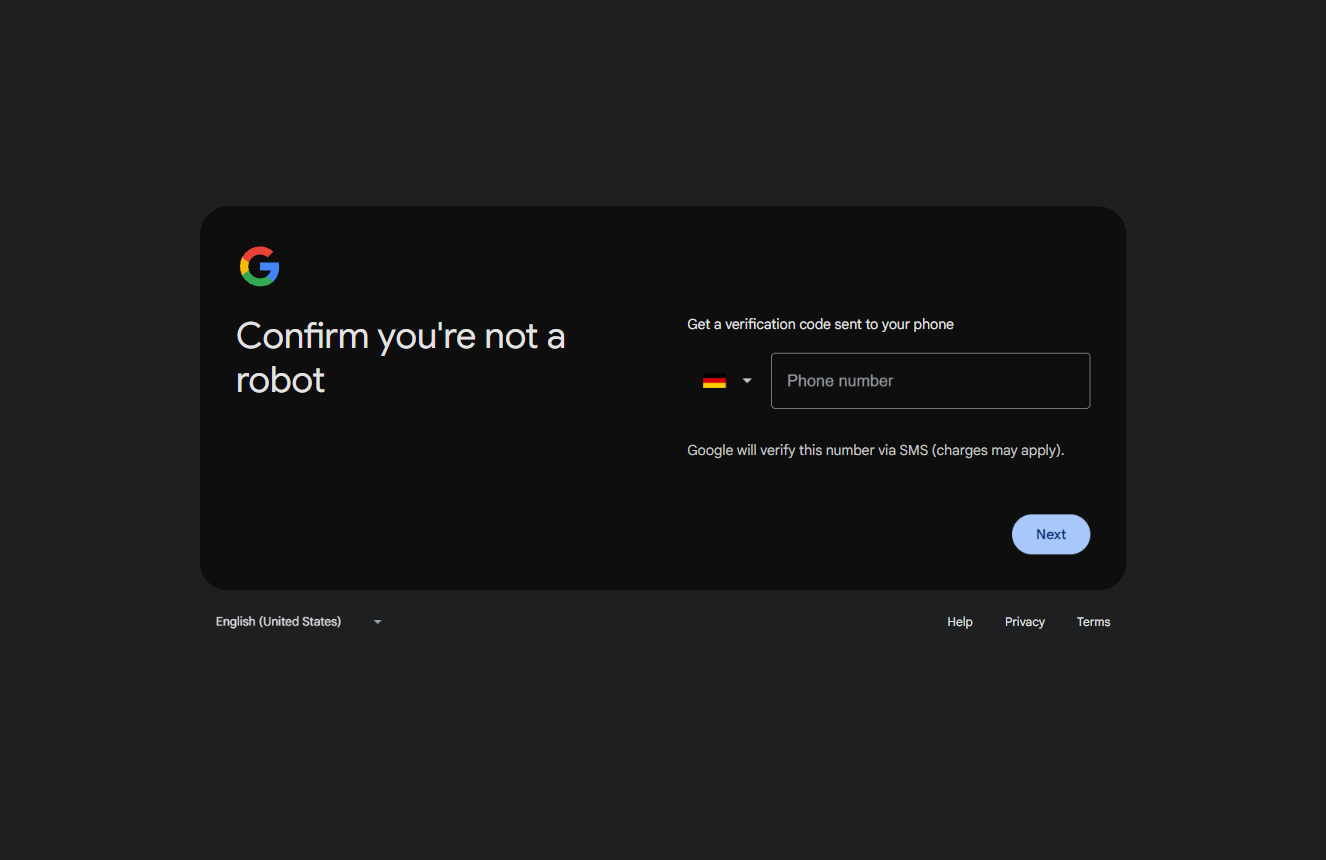 Confirm you're not a
robot
Get a verification code sent to your phone
Phone number
Google will verify this number via SMS (charges may apply).
Next
English (United States)
Help Privacy Terms